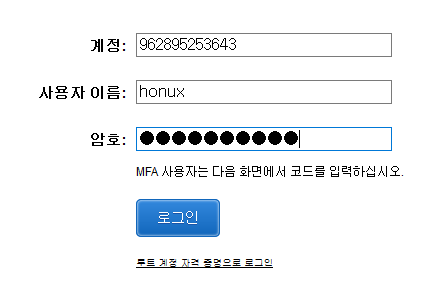 계정: 962895253643
사용자 이름: honux
암호: ●●●●●●●●●●
MFA 사용자는 다음 화면에서 코드를 입력하십시오.
로그인
루트 계정 자격 증명으로 로그인